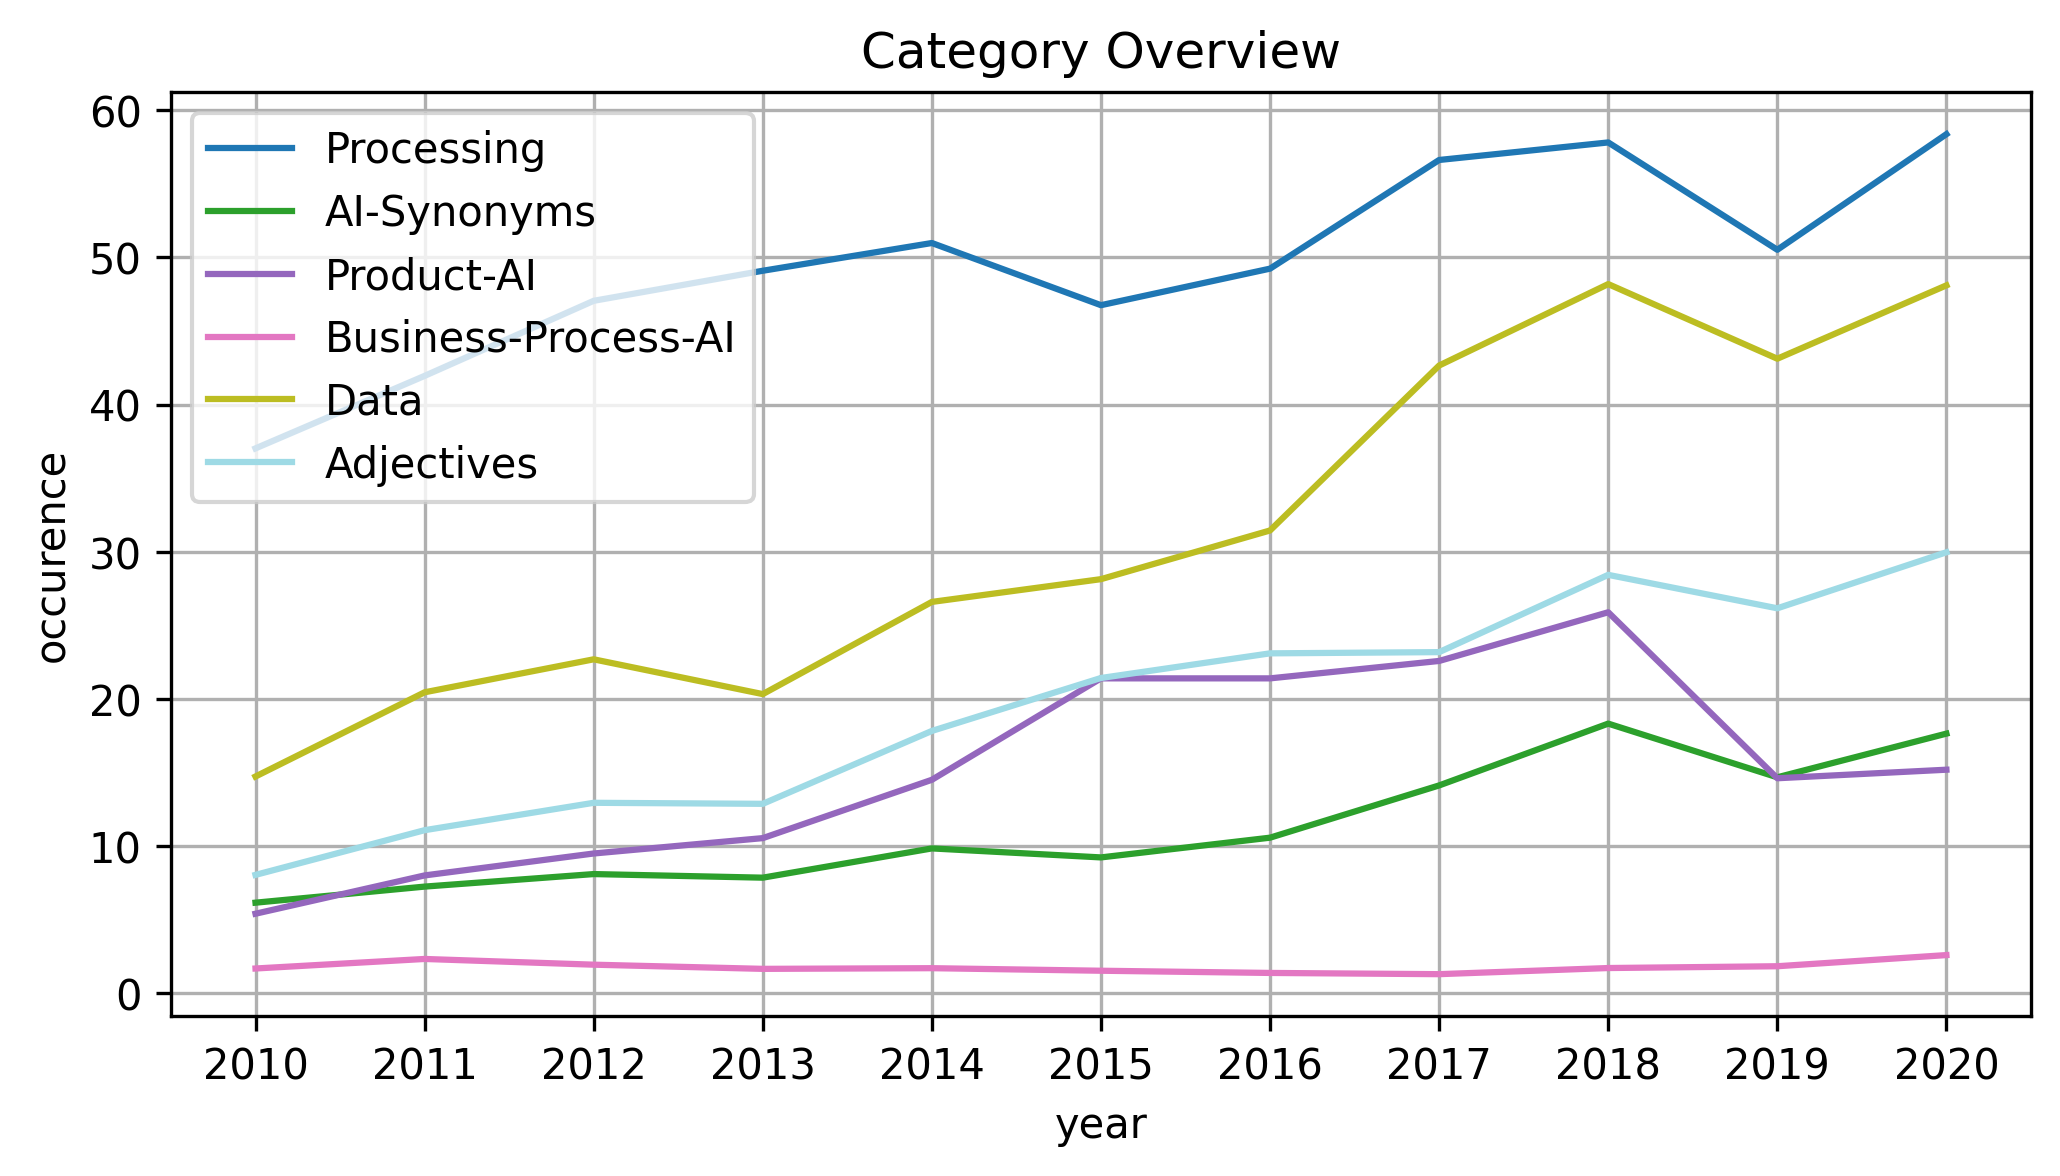 Category Overview
60
50
40
30
20
10
0
occurence
Processing
AI-Synonyms
Product-AI
Business-Process-AI
Data
Adjectives
2010 2011 2012 2013 2014 2015 2016 2017 2018 2019 2020
year